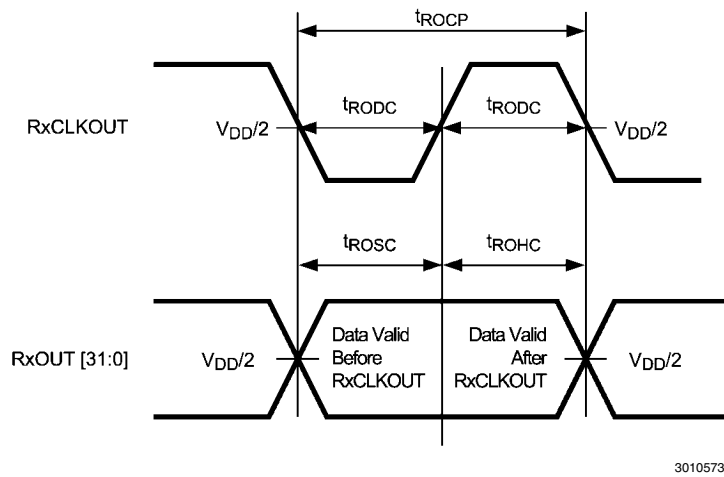 tROCP
RxCLKOUT
VDD/2
tRODC
tRODC
VDD/2
tROSC
tROHC
RxOUT [31:0]
VDD/2
Data Valid
Before
RxCLKOUT
Data Valid
After
RxCLKOUT
VDD/2
3010573